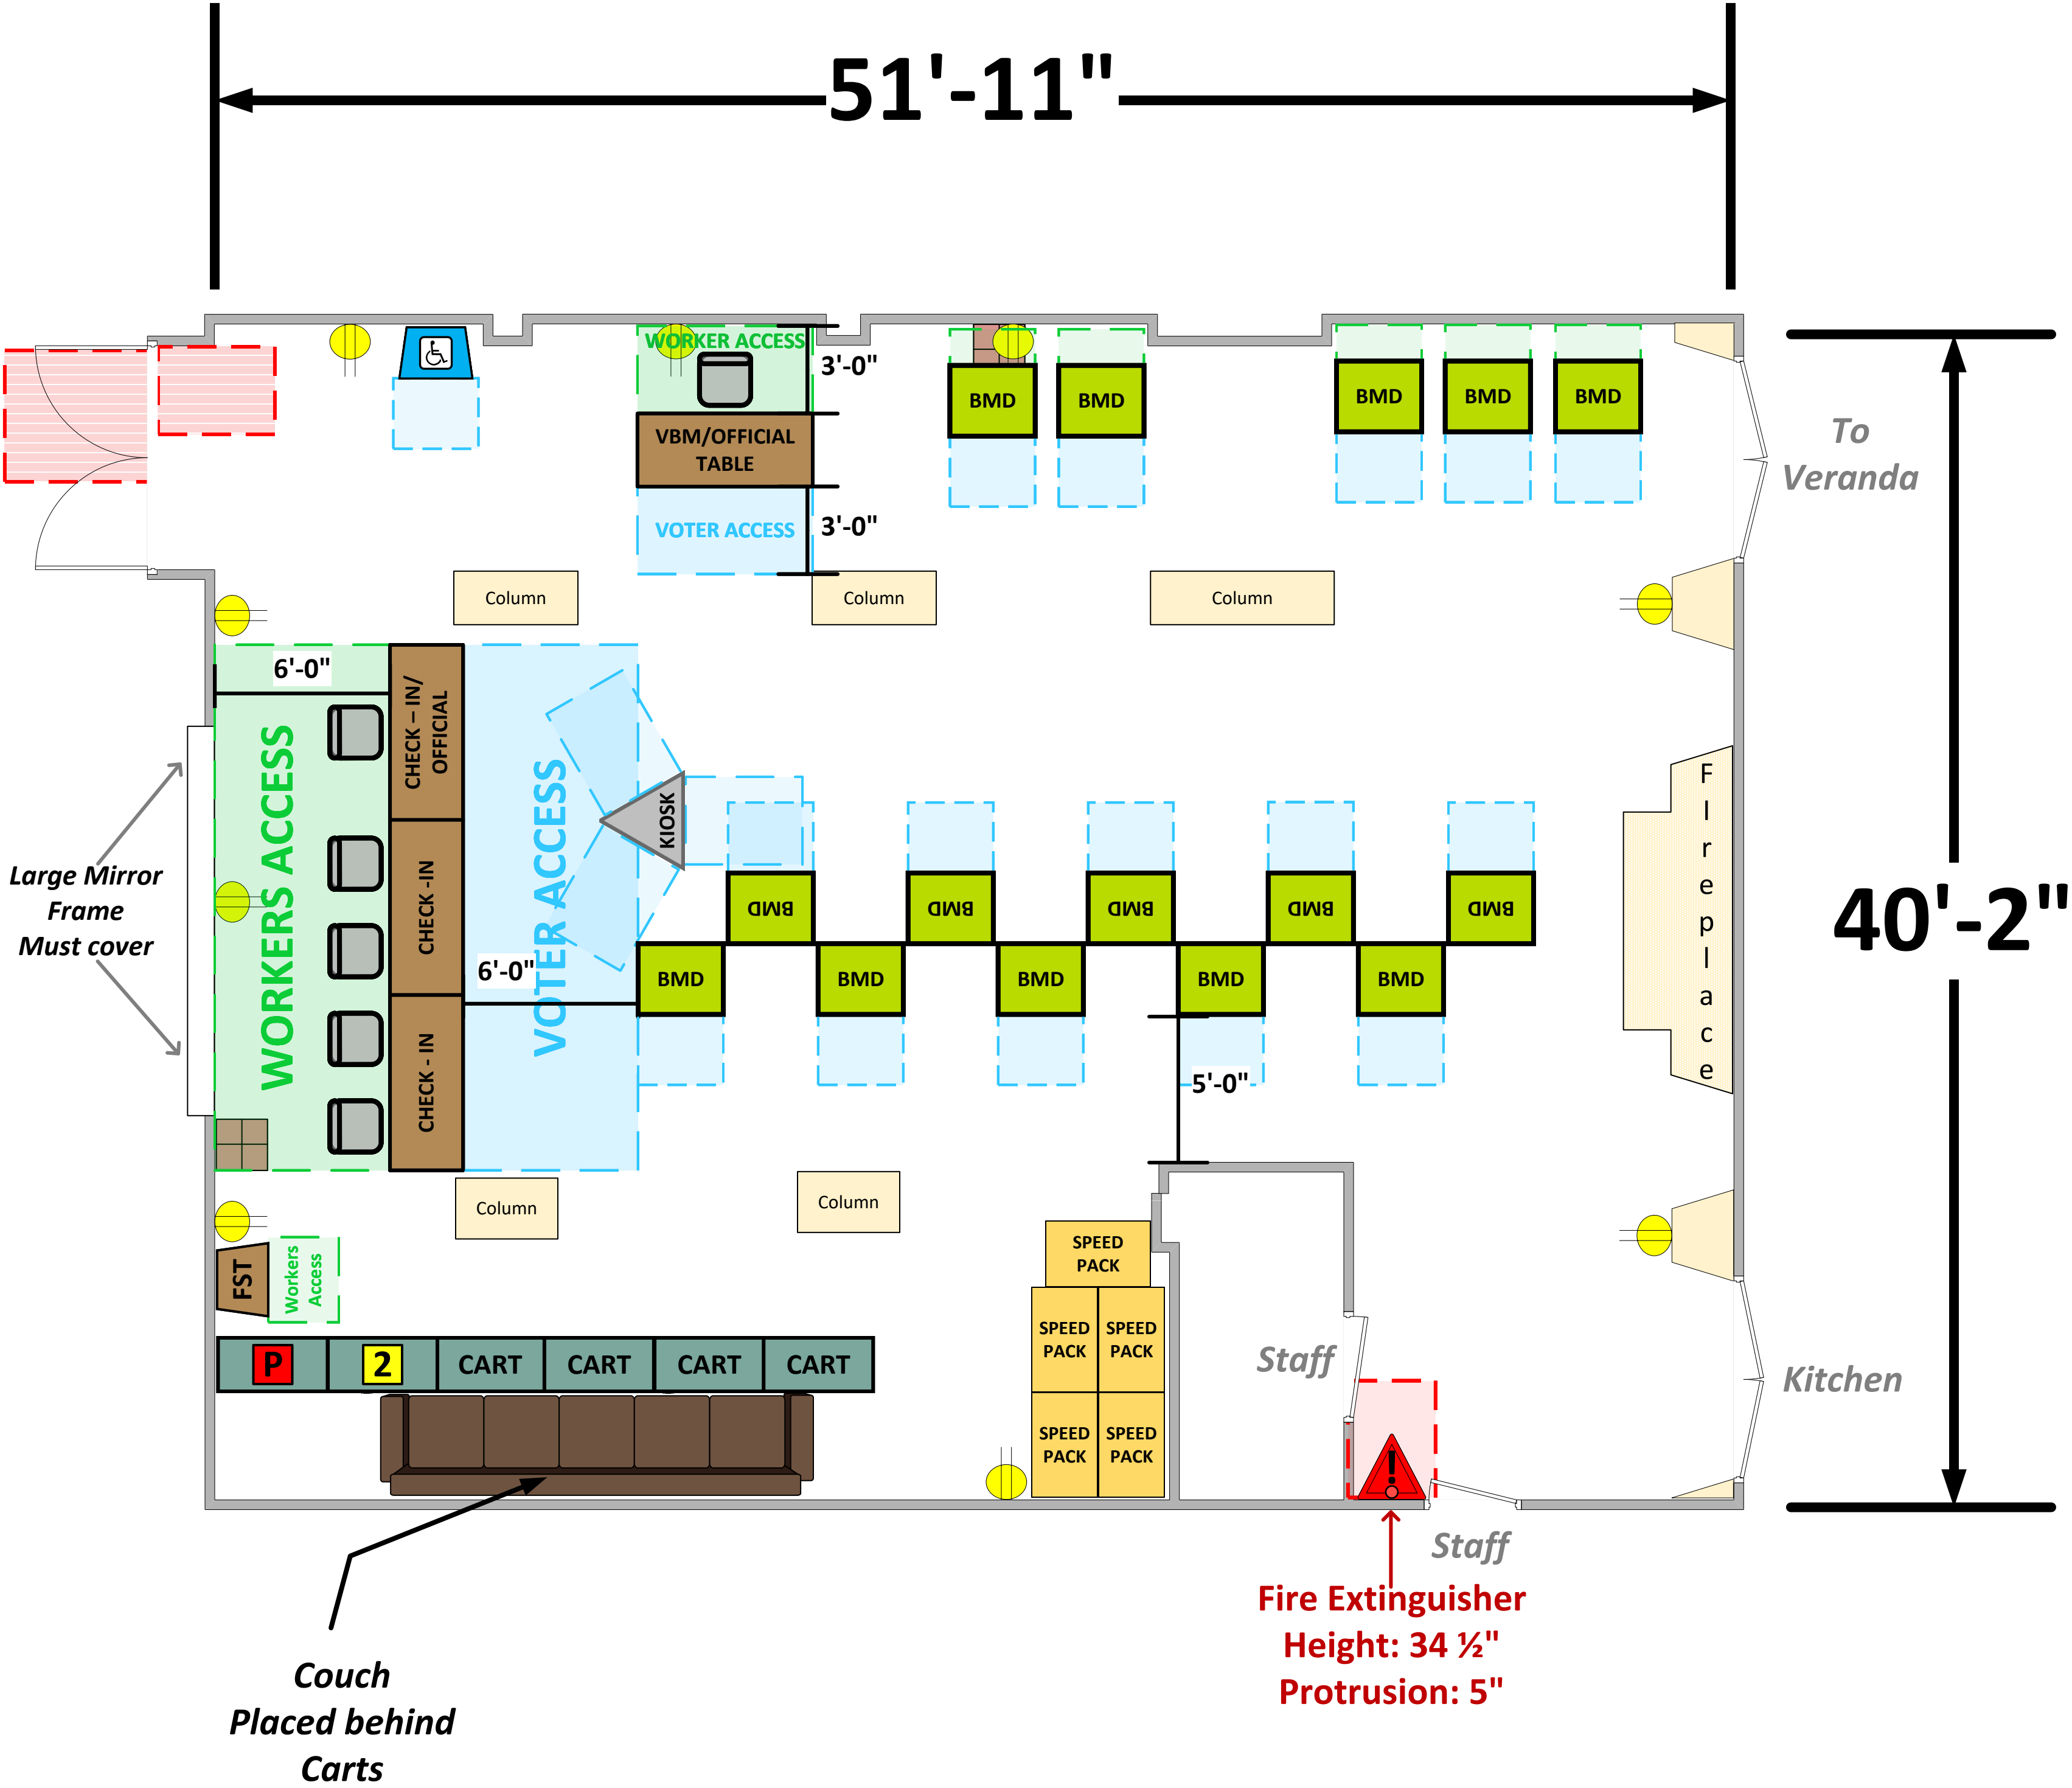 51'-11"
WORKER ACCESS
3'-0"
VBM/OFFICIAL
TABLE
VOTER ACCESS
3'-0"
BMD
BMD
BMD
BMD
BMD
To
Veranda
Column
Column
Column
6'-0"
WORKERS ACCESS
CHECK – IN/
OFFICIAL
CHECK -IN
CHECK - IN
VOTER ACCESS
6'-0"
KIOSK
BMD
BMD
BMD
BMD
BMD
BMD
BMD
BMD
BMD
BMD
5'-0"
FIreplace
40'-2"
Large Mirror
Frame
Must cover
Column
Column
FST
Workers
Access
P
2
CART
CART
CART
CART
SPEED
PACK
SPEED
PACK
SPEED
PACK
SPEED
PACK
SPEED
PACK
Staff
Kitchen
!
Staff
Fire Extinguisher
Height: 34 ½"
Protrusion: 5"
Couch
Placed behind
Carts